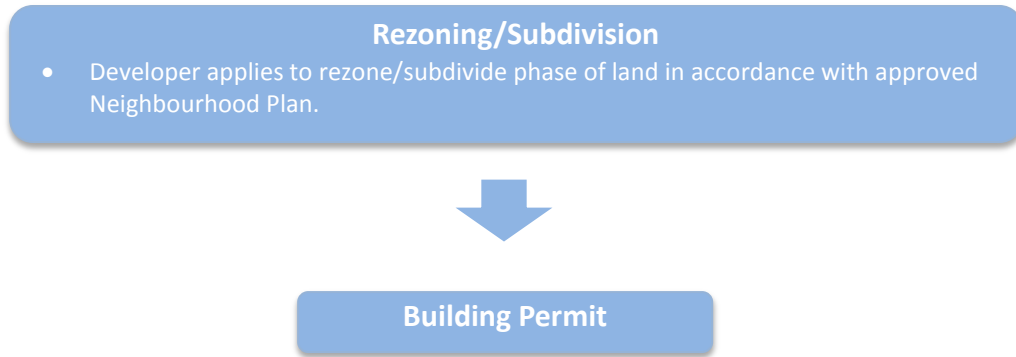 Rezoning/Subdivision
• Developer applies to rezone/subdivide phase of land in accordance with approved
Neighbourhood Plan.
Building Permit